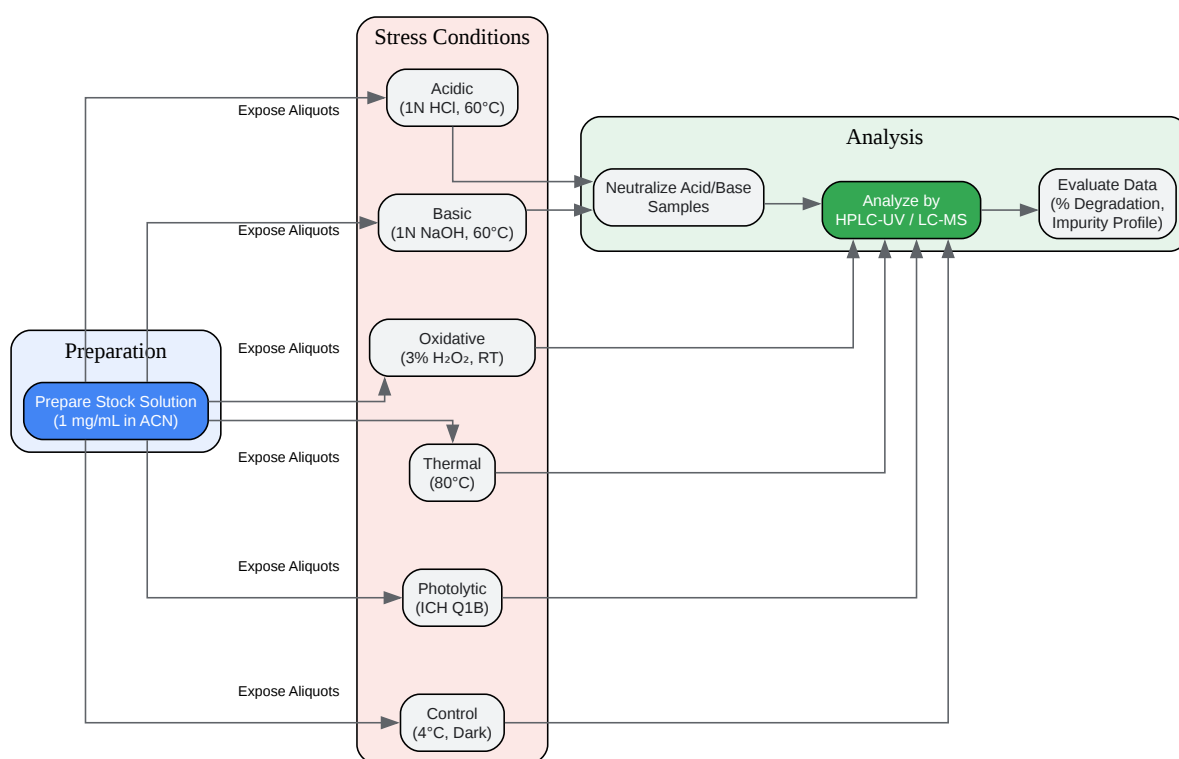 Stress Conditions
Acidic
(1N HCl, 60°C)
Expose Aliquots
Analysis
Neutralize Acid/Base
Samples
Analyze by
HPLC-UV / LC-MS
Evaluate Data
(% Degradation,
Impurity Profile)
Basic
(1N NaOH, 60°C)
Expose Aliquots
Oxidative
(3% H₂O₂, RT)
Expose Aliquots
Preparation
Prepare Stock Solution
(1 mg/mL in ACN)
Expose Aliquots
Thermal
(80°C)
Expose Aliquots
Photolytic
(ICH Q1B)
Expose Aliquots
Control
(4°C, Dark)